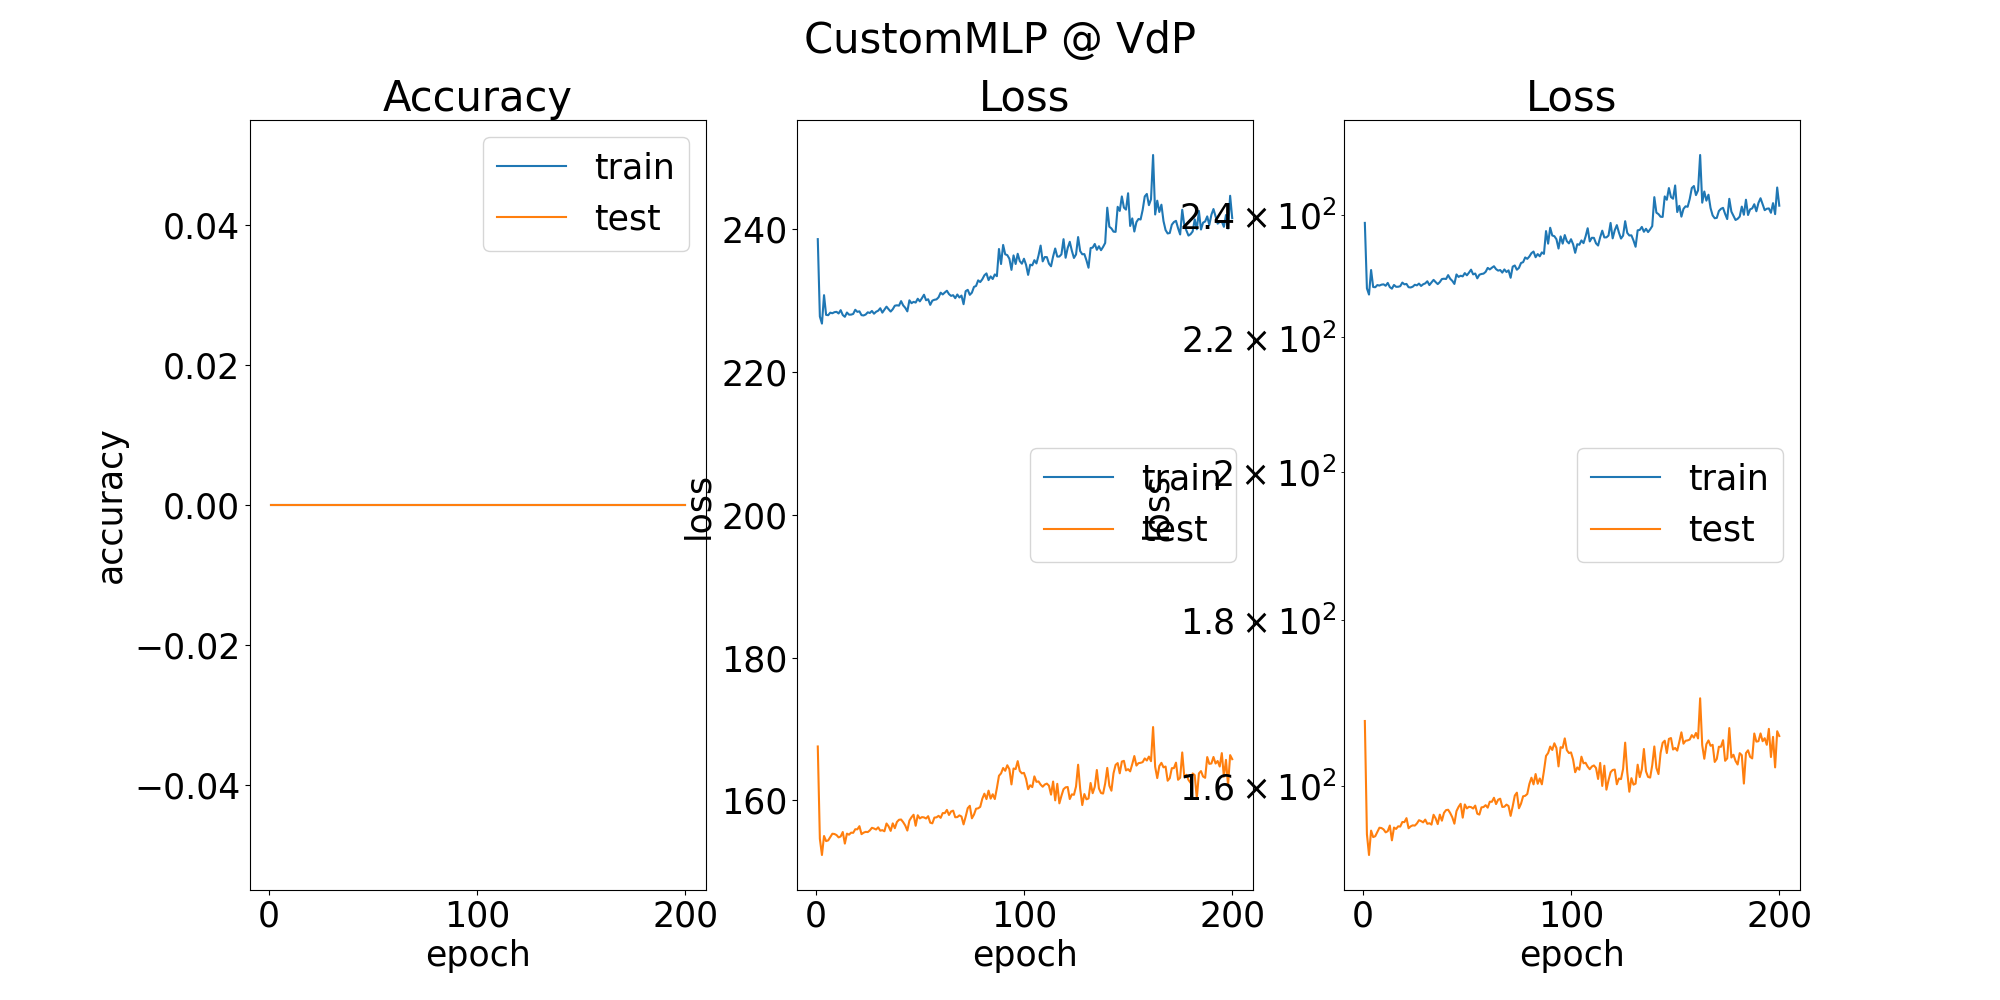 CustomMLP @ VdP
Accuracy
accuracy
0.04
0.02
0.00
−0.02
−0.04
0
100
200
epoch
train
test
Loss
loss
240
220
200
180
160
0
100
200
epoch
train
test
Loss
loss
2.4 × 10²
2.2 × 10²
2 × 10²
1.8 × 10²
1.6 × 10²
0
100
200
epoch
train
test